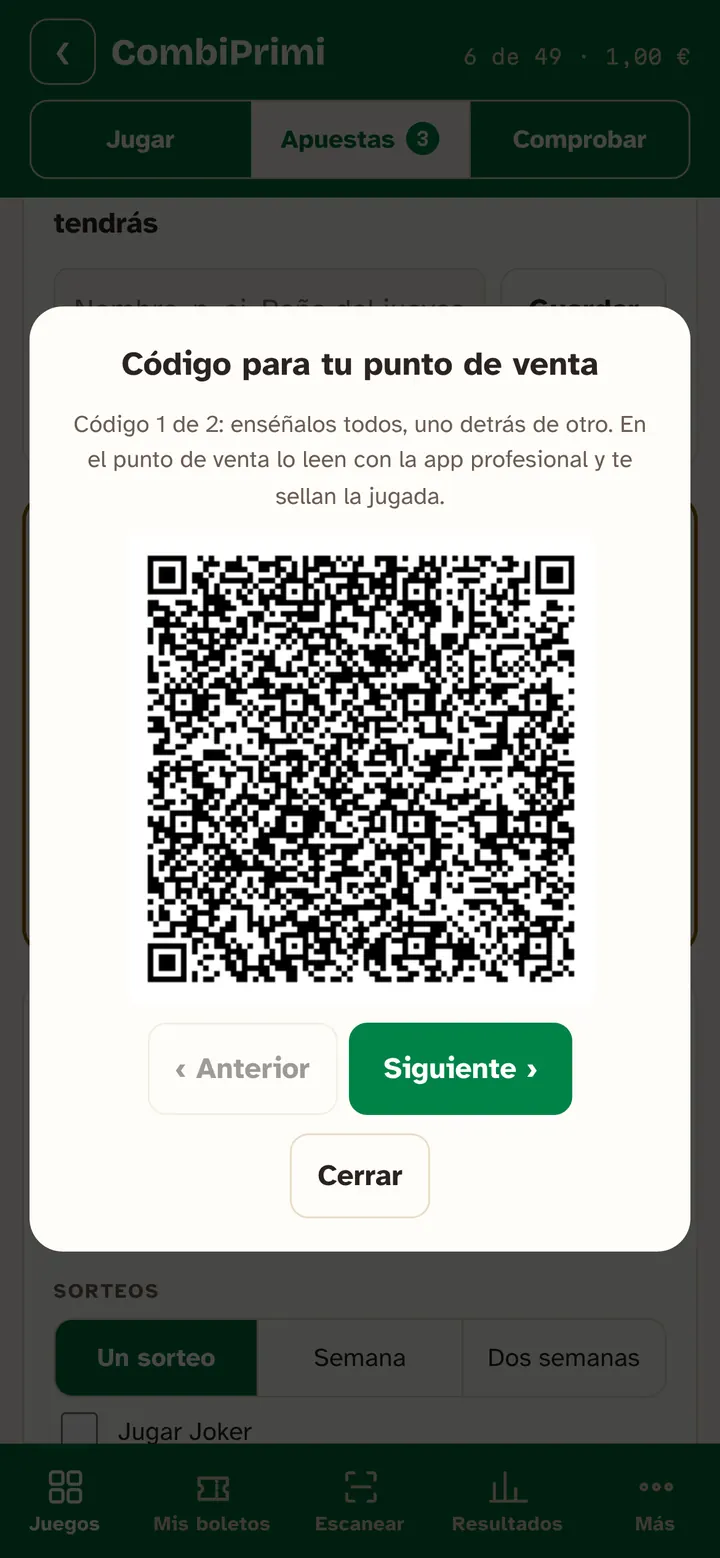 CombiPrimi
6 de 49 · 1,00 €
Jugar
Apuestas 3
Comprobar
tendrás
Código para tu punto de venta
Código 1 de 2: enséñalos todos, uno detrás de otro. En
el punto de venta lo leen con la app profesional y te
sellan la jugada.
‹ Anterior
Siguiente ›
Cerrar
SORTEOS
Un sorteo
Semana
Dos semanas
Jugar Joker
Juegos
Mis boletos
Escanear
Resultados
Más